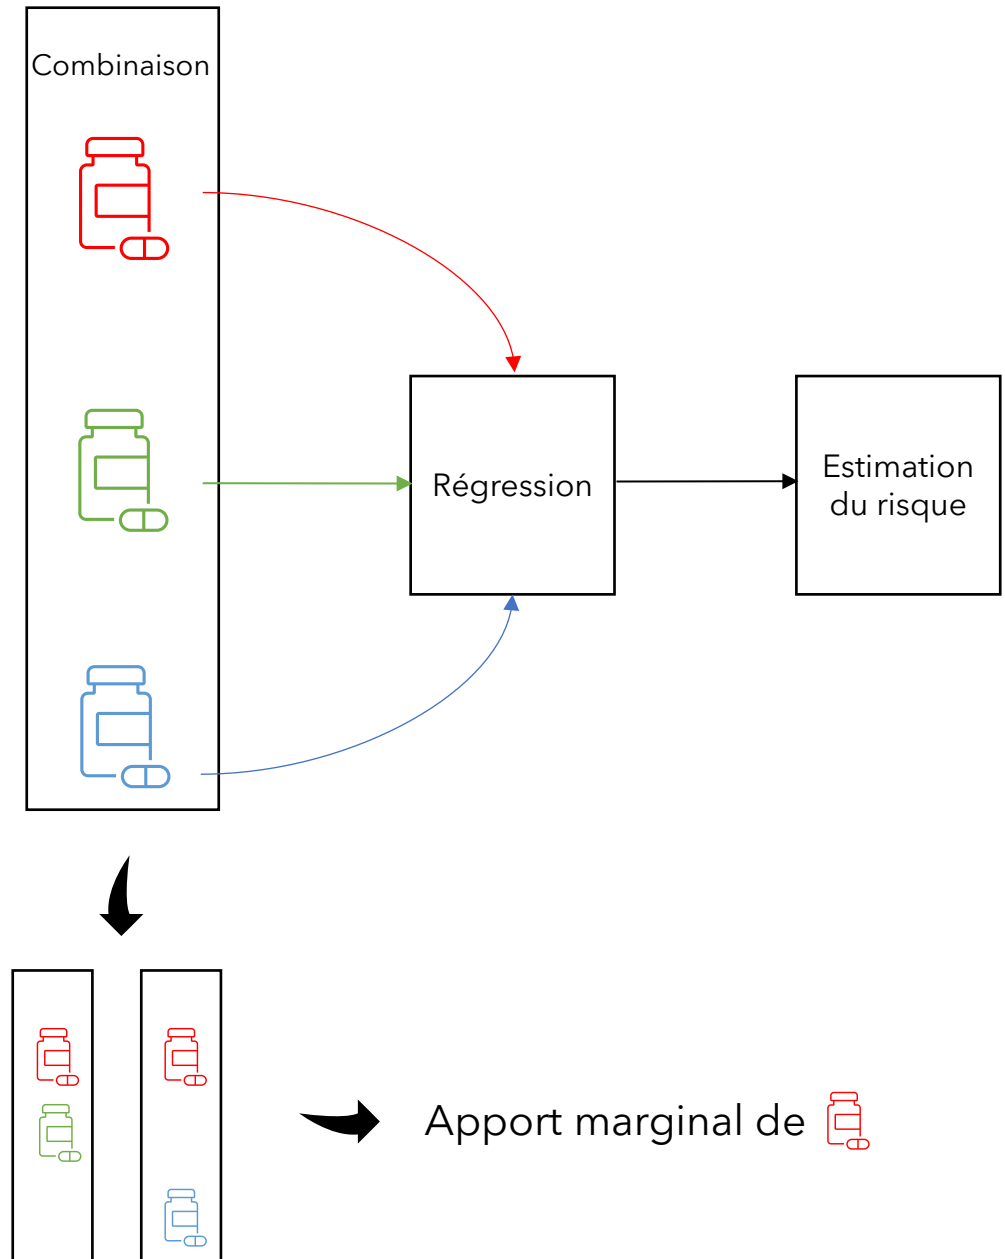 Combinaison
Régression
Estimation
du risque
Apport marginal de